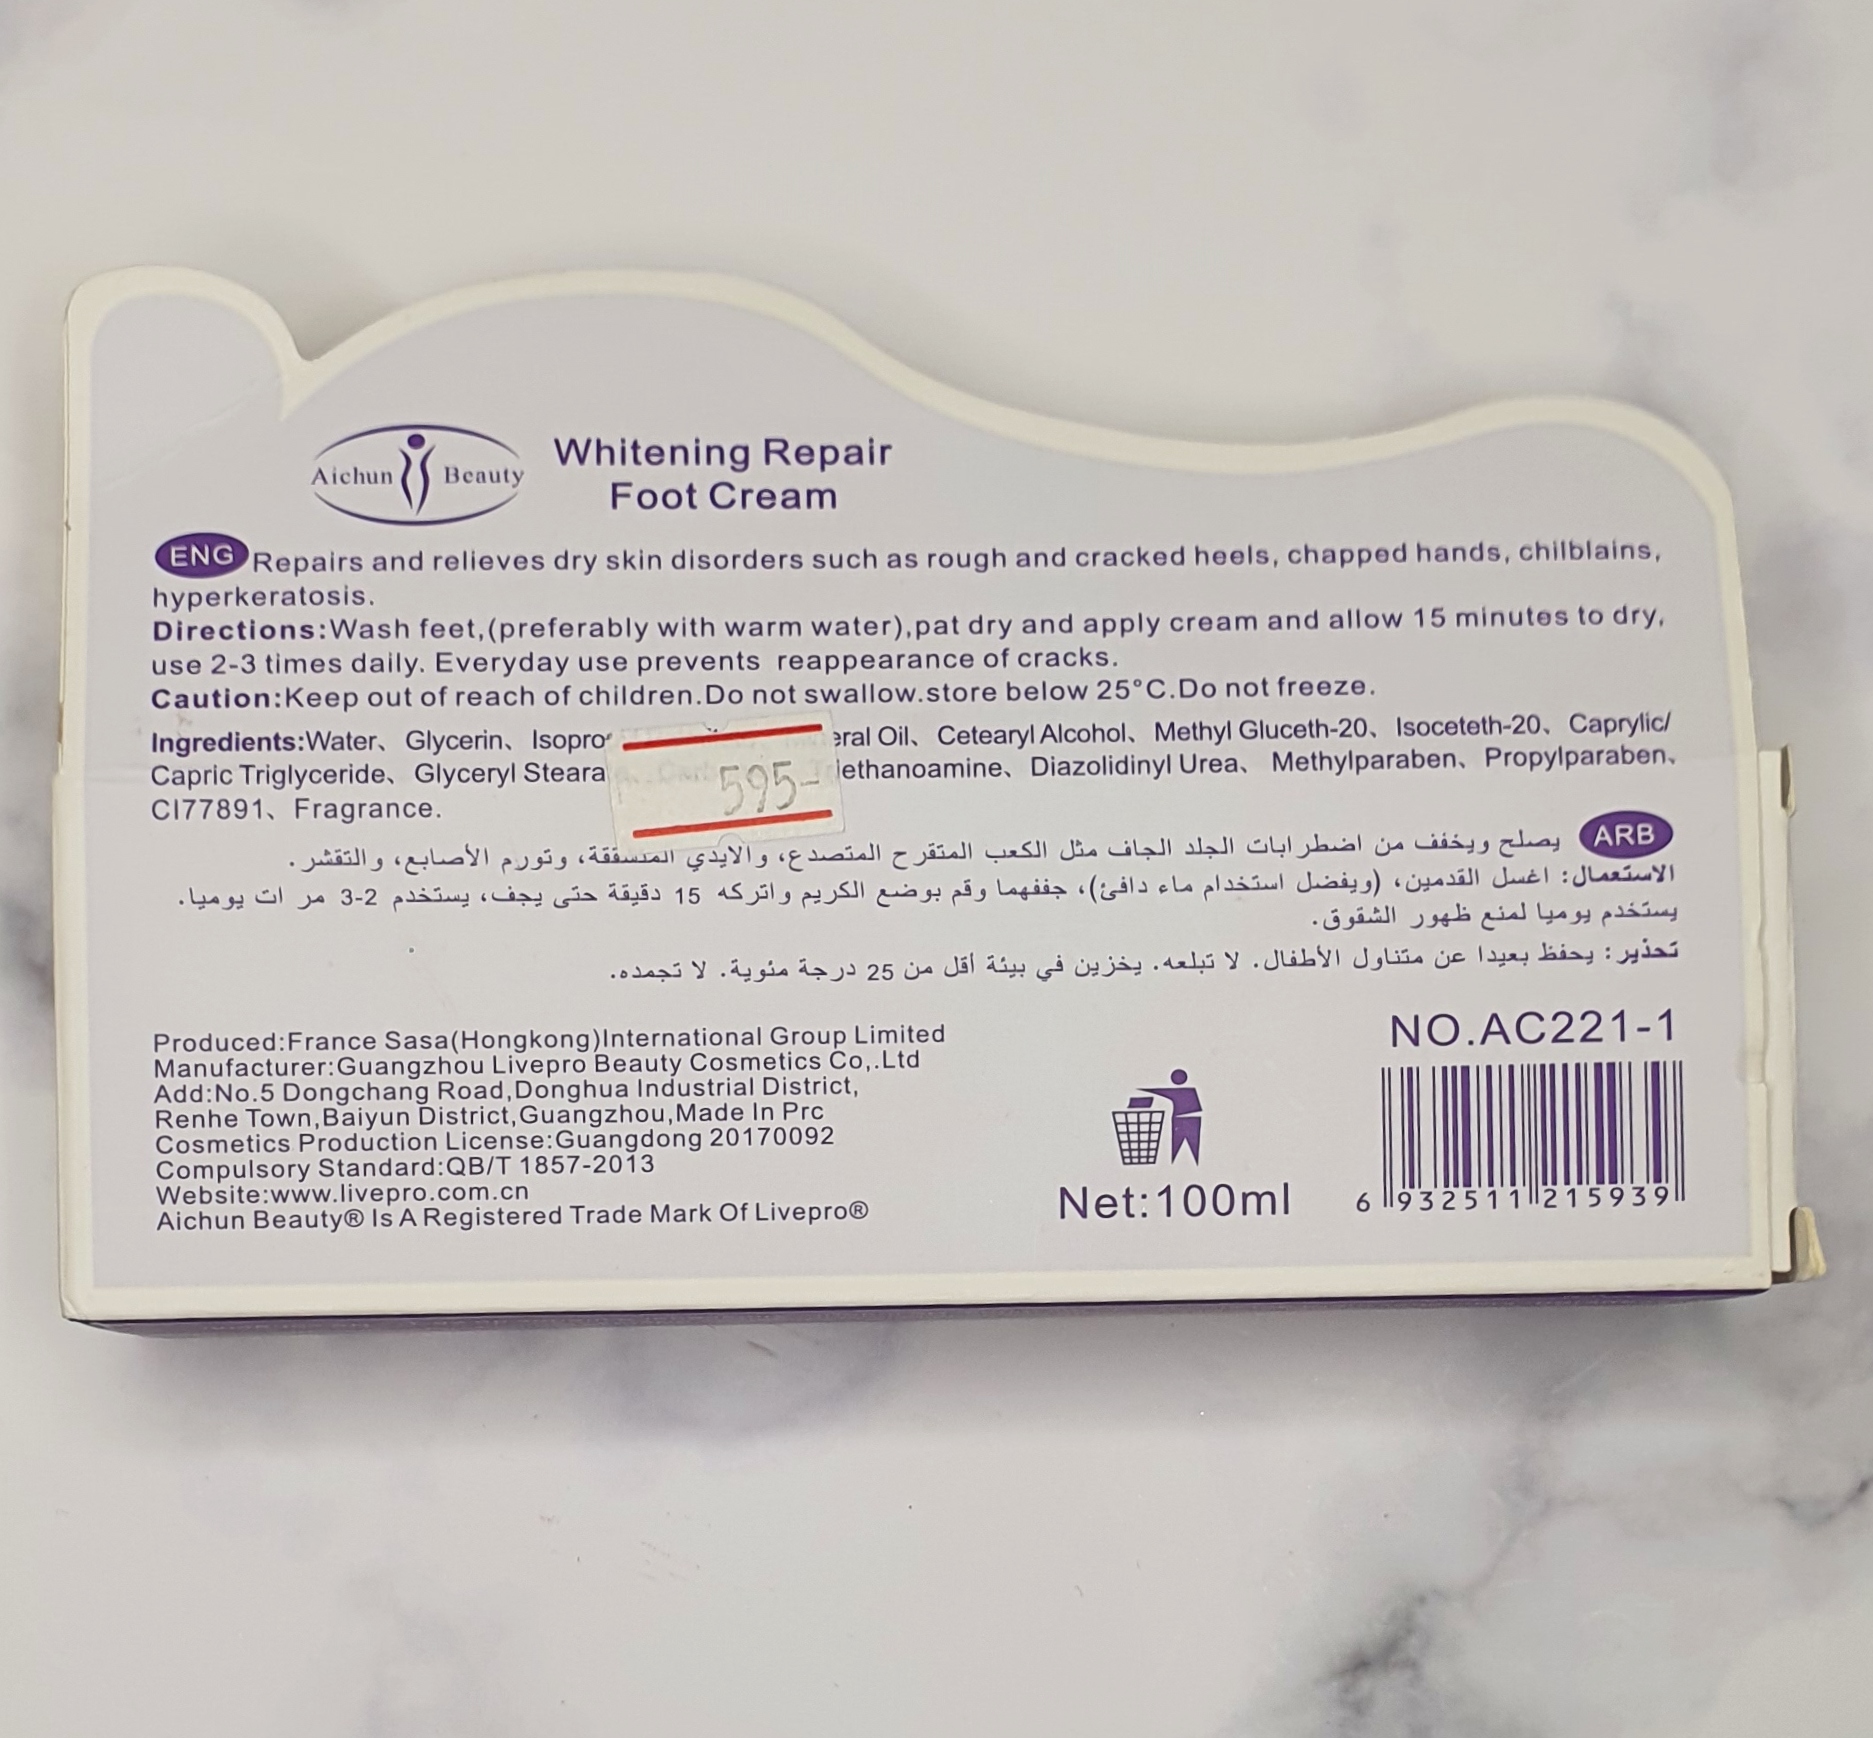 Aichun Beauty
Whitening Repair
Foot Cream
ENG Repairs and relieves dry skin disorders such as rough and cracked heels, chapped hands, chilblains,
hyperkeratosis.
Directions:Wash feet,(preferably with warm water),pat dry and apply cream and allow 15 minutes to dry,
use 2-3 times daily. Everyday use prevents reappearance of cracks.
Caution:Keep out of reach of children.Do not swallow.store below 25°C.Do not freeze.
Ingredients:Water、Glycerin、 Oil、Cetearyl Alcohol、Methyl Gluceth-20、Isoceteth-20、Caprylic/
Capric Triglyceride、Glyceryl 595- Diazolidinyl Urea、Methylparaben、Propylparaben、
CI77891、Fragrance.
ARB يصلح ويخفف من اضطرابات الجلد الجاف مثل الكعب المتقرح المتصدع، والايدي المتشققة، وتورم الأصابع، والتقشر.
الاستعمال: اغسل القدمين، (ويفضل استخدام ماء دافئ)، جففهما وقم بوضع الكريم واتركه 15 دقيقة حتى يجف، يستخدم 2-3 مر ات يوميا.
يستخدم يوميا لمنع ظهور الشقوق.
تحذير: يحفظ بعيدا عن متناول الأطفال. لا تبلعه. يخزين في بيئة أقل من 25 درجة مئوية. لا تجمده.
Produced:France Sasa(Hongkong)International Group Limited
Manufacturer:Guangzhou Livepro Beauty Cosmetics Co,.Ltd
Add:No.5 Dongchang Road,Donghua Industrial District,
Renhe Town,Baiyun District,Guangzhou,Made In Prc
Cosmetics Production License:Guangdong 20170092
Compulsory Standard:QB/T 1857-2013
Website:www.livepro.com.cn
Aichun Beauty® Is A Registered Trade Mark Of Livepro®
Net:100ml
NO.AC221-1
6 932511 215939